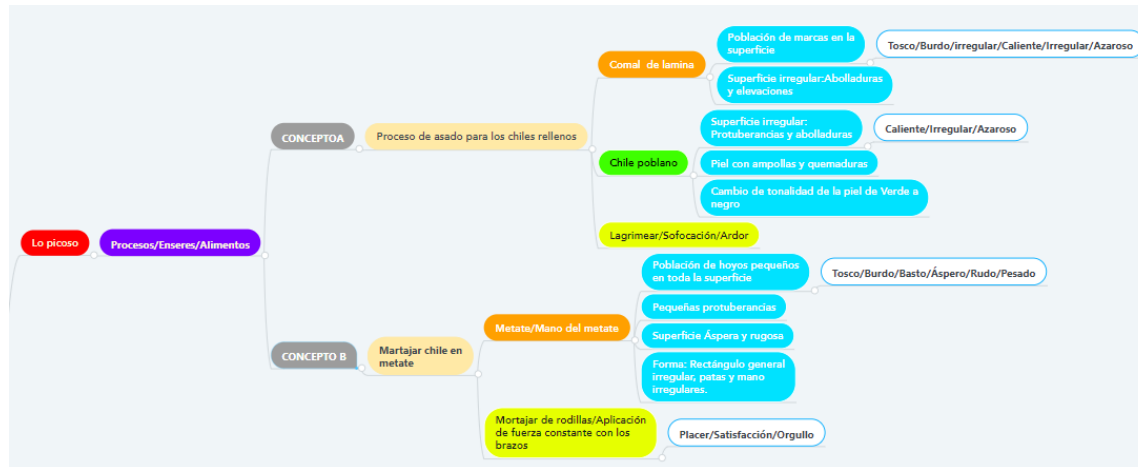 Lo picoso
Procesos/Enseres/Alimentos
CONCEPTOA
Proceso de asado para los chiles rellenos
Comal de lamina
Población de marcas en la
superficie
Tosco/Burdo/irregular/Caliente/Irregular/Azaroso
Superficie irregular:Abolladuras
y elevaciones
Chile poblano
Superficie irregular:
Protuberancias y abolladuras
Caliente/Irregular/Azaroso
Piel con ampollas y quemaduras
Cambio de tonalidad de la piel de Verde a
negro
Lagrimear/Sofocación/Ardor
CONCEPTO B
Martajar chile en
metate
Metate/Mano del metate
Población de hoyos pequeños
en toda la superficie
Tosco/Burdo/Basto/Áspero/Rudo/Pesado
Pequeñas protuberancias
Superficie Áspera y rugosa
Forma: Rectángulo general
irregular, patas y mano
irregulares.
Mortajar de rodillas/Aplicación
de fuerza constante con los
brazos
Placer/Satisfacción/Orgullo